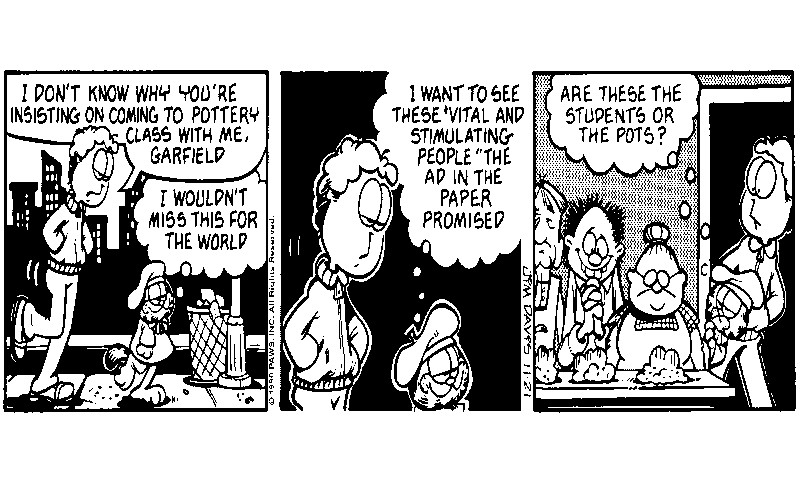 I DON'T KNOW WHY YOU'RE
INSISTING ON COMING TO POTTERY
CLASS WITH ME,
GARFIELD
I WOULDN'T
MISS THIS FOR
THE WORLD
© 1990 PAWS, INC. All Rights Reserved.
I WANT TO SEE
THESE "VITAL AND
STIMULATING
PEOPLE" THE
AD IN THE
PAPER
PROMISED
ARE THESE THE
STUDENTS OR
THE POTS?
JIM DAVIS 11-21